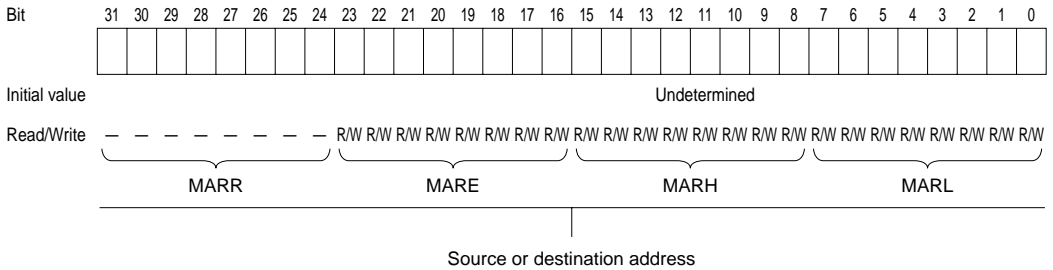 Bit 31 30 29 28 27 26 25 24 23 22 21 20 19 18 17 16 15 14 13 12 11 10 9 8 7 6 5 4 3 2 1 0
Initial value Undetermined
Read/Write — — — — — — — — R/W R/W R/W R/W R/W R/W R/W R/W R/W R/W R/W R/W R/W R/W R/W R/W R/W R/W R/W R/W R/W R/W R/W R/W
MARR MARE MARH MARL
Source or destination address